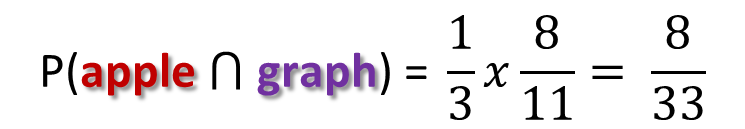 P(apple ∩ graph) = 1/3 x 8/11 = 8/33